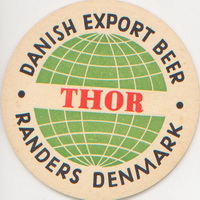 DANISH EXPORT BEER
THOR
RANDERS DENMARK